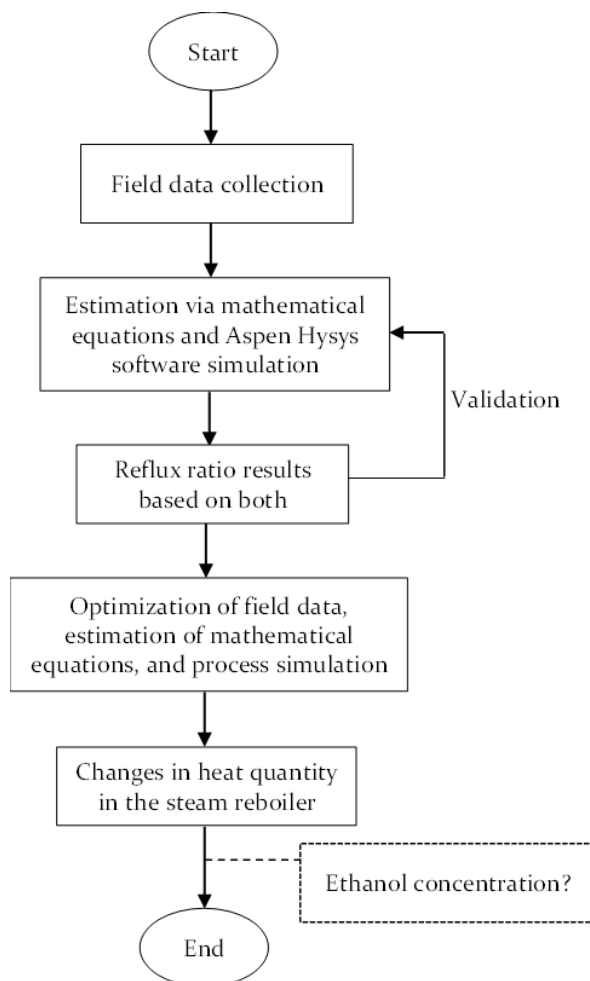 Start
Field data collection
Estimation via mathematical
equations and Aspen Hysys
software simulation
Validation
Reflux ratio results
based on both
Optimization of field data,
estimation of mathematical
equations, and process simulation
Changes in heat quantity
in the steam reboiler
Ethanol concentration?
End